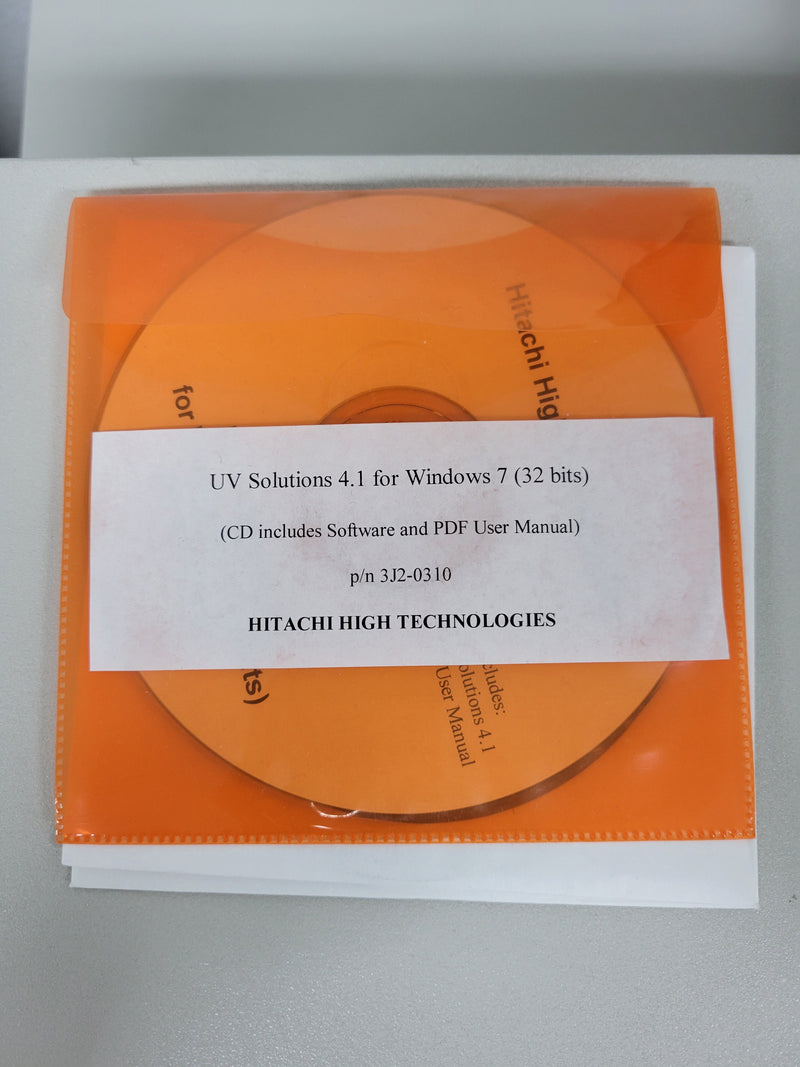 Hitachi Hig
for
UV Solutions 4.1 for Windows 7 (32 bits)
(CD includes Software and PDF User Manual)
p/n 3J2-0310
HITACHI HIGH TECHNOLOGIES
ts)
cludes:
olutions 4.1
User Manual